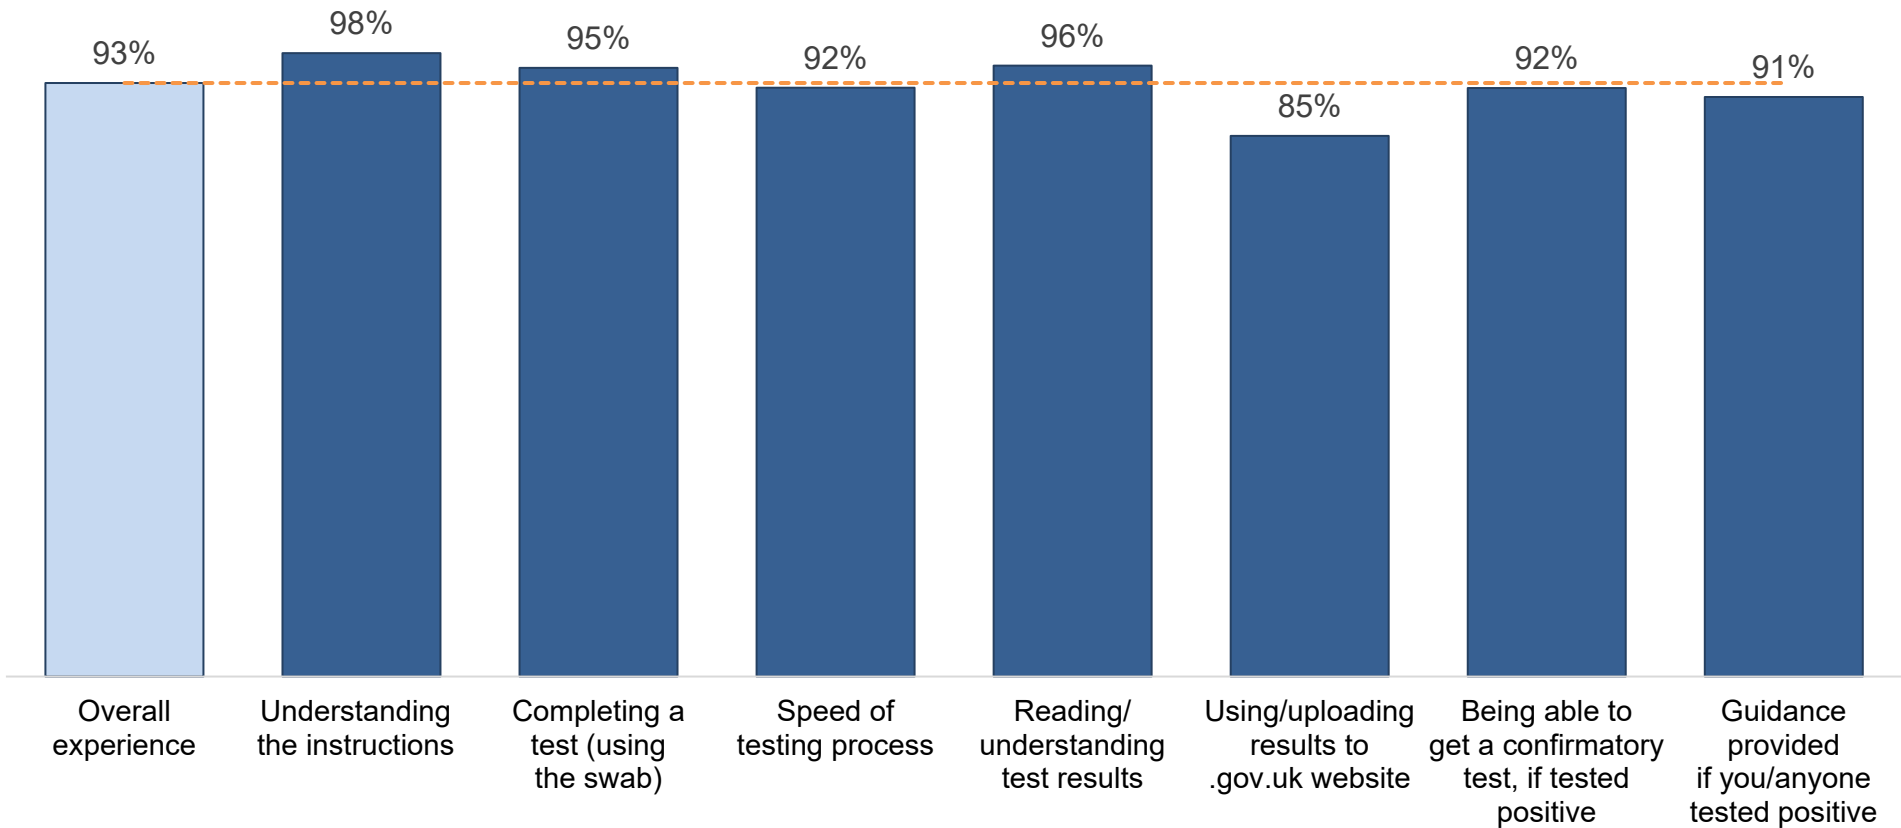 93%
98%
95%
92%
96%
85%
92%
91%
Overall
experience
Understanding
the instructions
Completing a
test (using
the swab)
Speed of
testing process
Reading/
understanding
test results
Using/uploading
results to
.gov.uk website
Being able to
get a confirmatory
test, if tested
positive
Guidance
provided
if you/anyone
tested positive